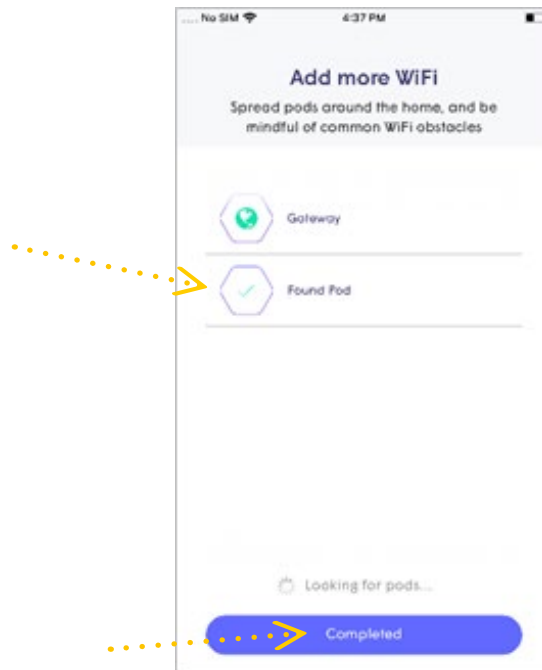 .... No SIM 4:37 PM
Add more WiFi
Spread pods around the home, and be
mindful of common WiFi obstacles
Gateway
Found Pod
Looking for pods...
Completed